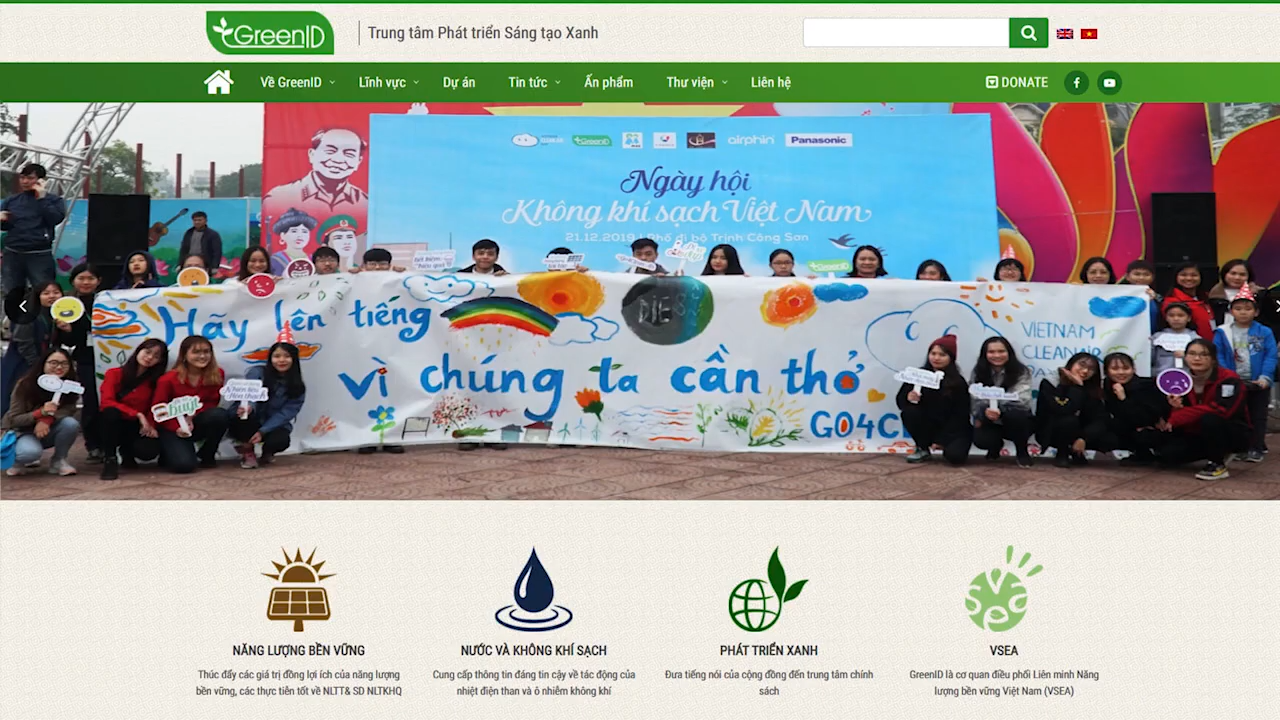 GreenID
Trung tâm Phát triển Sáng tạo Xanh
Về GreenID
Lĩnh vực
Dự án
Tin tức
Ấn phẩm
Thư viện
Liên hệ
DONATE
GreenID
airphin
Panasonic
Ngày hội
Không khí sạch Việt Nam
21.12.2019 | Phố đi bộ Trịnh Công Sơn
GreenID
Hãy lên tiếng
vì chúng ta cần thở
VIETNAM
CLEAN AIR
GO4C
NĂNG LƯỢNG BỀN VỮNG
Thúc đẩy các giá trị đồng lợi ích của năng lượng
bền vững, các thực tiễn tốt về NLTT& SD NLTKHQ
NƯỚC VÀ KHÔNG KHÍ SẠCH
Cung cấp thông tin đáng tin cậy về tác động của
nhiệt điện than và ô nhiễm không khí
PHÁT TRIỂN XANH
Đưa tiếng nói của cộng đồng đến trung tâm chính
sách
VSEA
VSEA
GreenID là cơ quan điều phối Liên minh Năng
lượng bền vững Việt Nam (VSEA)